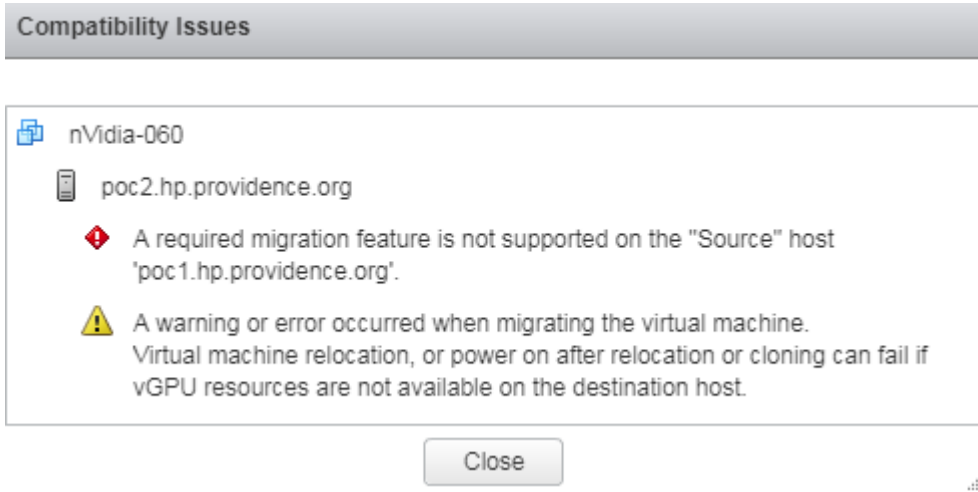 Compatibility Issues
nVidia-060
poc2.hp.providence.org
A required migration feature is not supported on the "Source" host
'poc1.hp.providence.org'.
A warning or error occurred when migrating the virtual machine.
Virtual machine relocation, or power on after relocation or cloning can fail if
vGPU resources are not available on the destination host.
Close